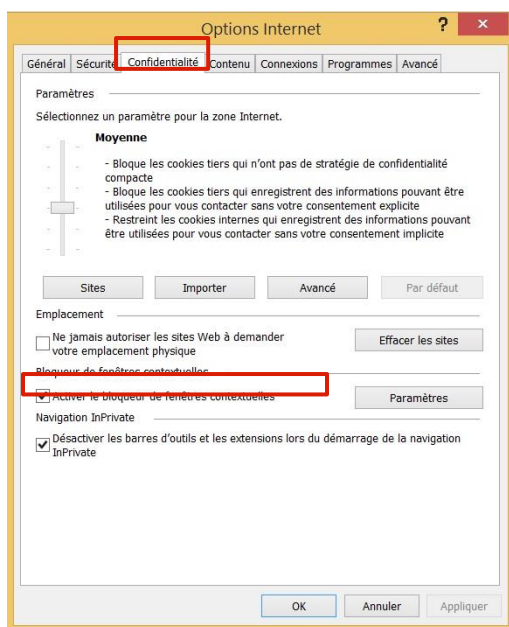 Options Internet
?
Général Sécurité Confidentialité Contenu Connexions Programmes Avancé
Paramètres
Sélectionnez un paramètre pour la zone Internet.
Moyenne
- Bloque les cookies tiers qui n'ont pas de stratégie de confidentialité
compacte
- Bloque les cookies tiers qui enregistrent des informations pouvant être
utilisées pour vous contacter sans votre consentement explicite
- Restreint les cookies internes qui enregistrent des informations pouvant
être utilisées pour vous contacter sans votre consentement implicite
Sites Importer Avancé Par défaut
Emplacement
Ne jamais autoriser les sites Web à demander
votre emplacement physique
Effacer les sites
Bloqueur de fenêtres contextuelles
Activer le bloqueur de fenêtres contextuelles
Paramètres
Navigation InPrivate
Désactiver les barres d'outils et les extensions lors du démarrage de la navigation
InPrivate
OK Annuler Appliquer